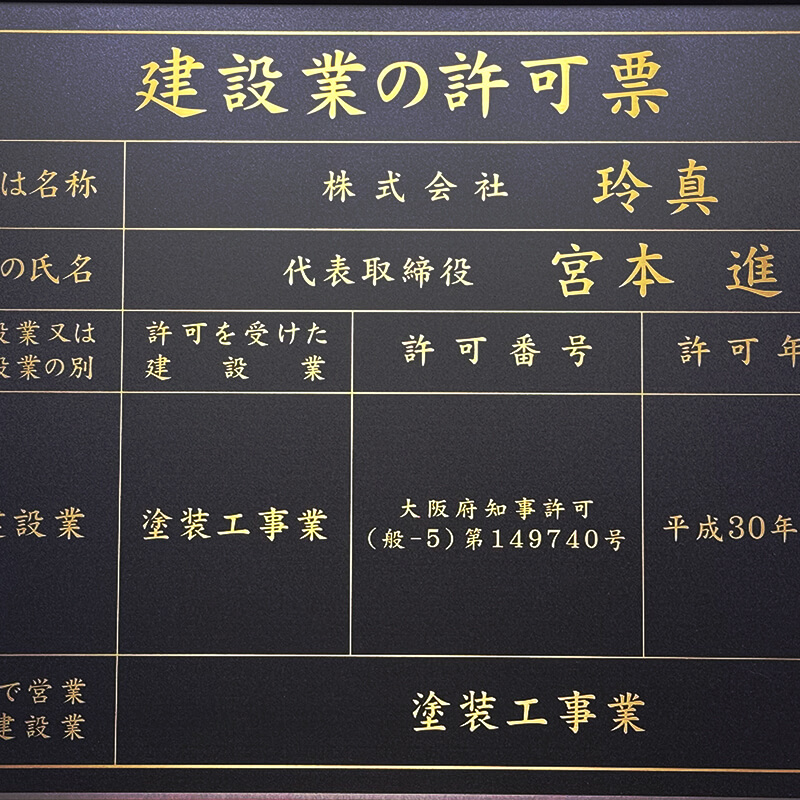 建設業の許可票
は名称
株式会社 玲真
の氏名
代表取締役 宮本 進
設業又は
設業の別
許可を受けた
建設業
許可番号
許可年
設業
塗装工事業
大阪府知事許可
(般-5)第149740号
平成30年
で営業
建設業
塗装工事業